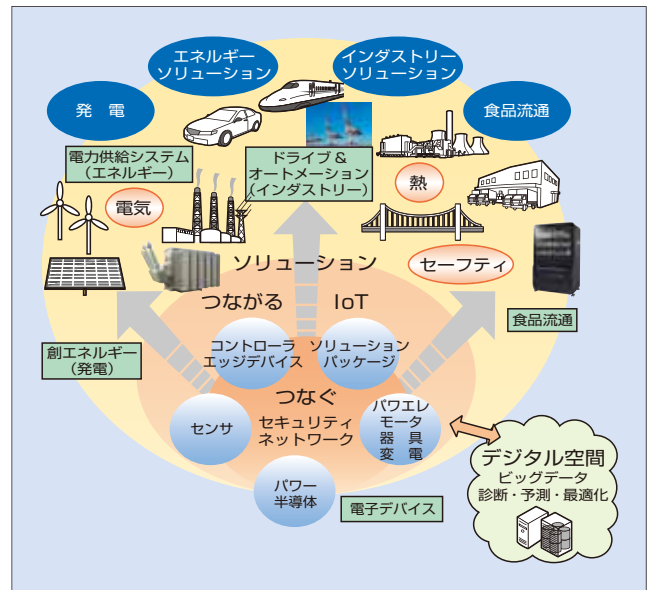 エネルギー
ソリューション
インダストリー
ソリューション
発 電
食品流通
電力供給システム
（エネルギー）
ドライブ＆
オートメーション
（インダストリー）
熱
電気
セーフティ
ソリューション
つながる
IoT
食品流通
創エネルギー
（発電）
コントローラ
エッジデバイス
ソリューション
パッケージ
つなぐ
センサ
セキュリティ
ネットワーク
パワエレ
モータ
器 具
変 電
デジタル空間
ビッグデータ
診断・予測・最適化
パワー
半導体
電子デバイス